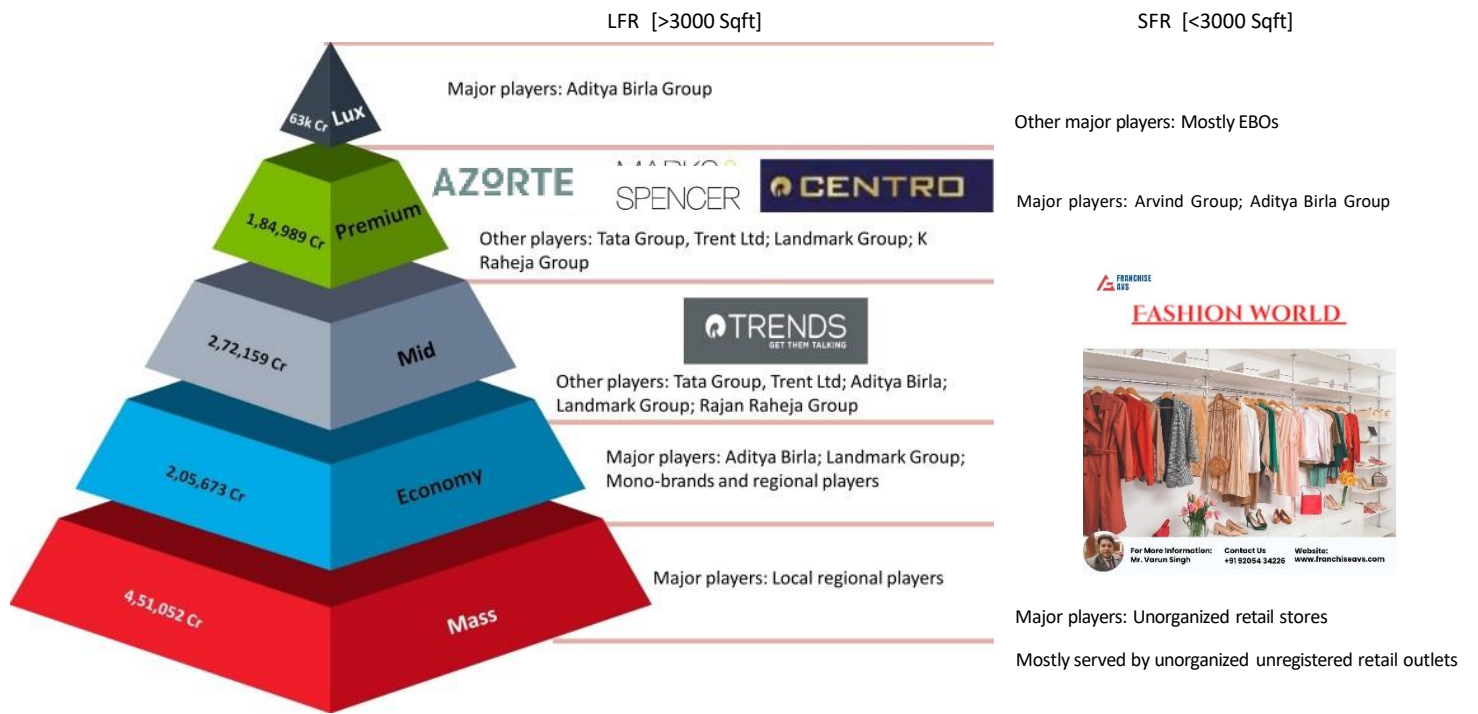 LFR [>3000 Sqft]
SFR [<3000 Sqft]
63k Cr
Lux
Major players: Aditya Birla Group
Other major players: Mostly EBOs
1,84,989 Cr
Premium
AZORTE
SPENCER
CENTRO
Other players: Tata Group, Trent Ltd; Landmark Group; K
Raheja Group
Major players: Arvind Group; Aditya Birla Group
2,72,159 Cr
Mid
TRENDS
GET THEM TALKING
Other players: Tata Group, Trent Ltd; Aditya Birla;
Landmark Group; Rajan Raheja Group
FRANCHISE
AVS
FASHION WORLD
For More Information:
Mr. Varun Singh
Contact Us
+91 92054 34226
Website:
www.franchiseavs.com
2,05,673 Cr
Economy
Major players: Aditya Birla; Landmark Group;
Mono-brands and regional players
4,51,052 Cr
Mass
Major players: Local regional players
Major players: Unorganized retail stores
Mostly served by unorganized unregistered retail outlets